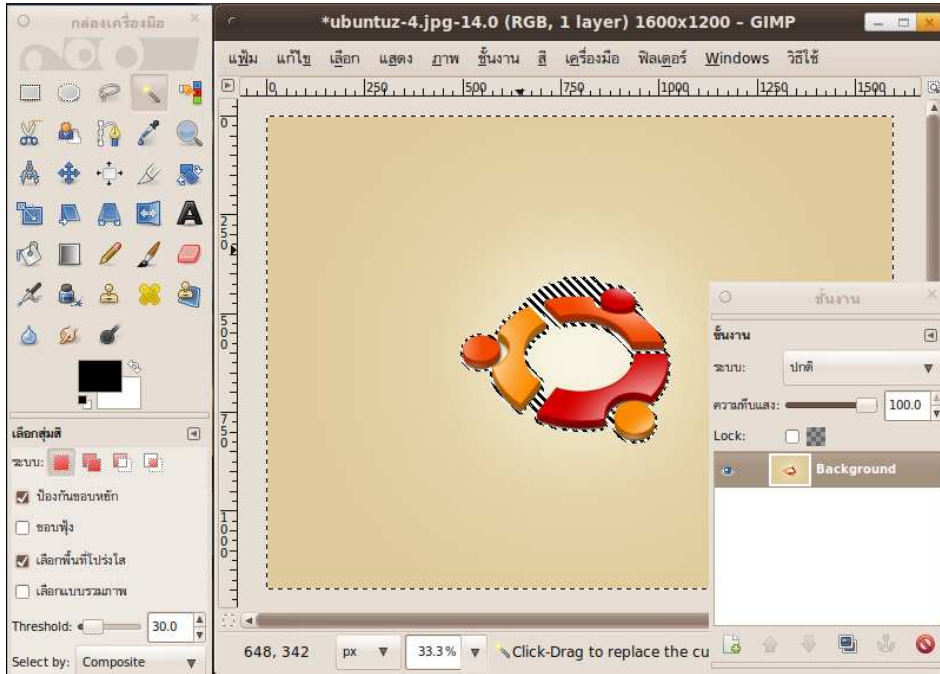 กล่องเครื่องมือ
*ubuntuz-4.jpg-14.0 (RGB, 1 layer) 1600x1200 – GIMP
แฟ้ม แก้ไข เลือก แสดง ภาพ ชั้นงาน สี เครื่องมือ ฟิลเตอร์ Windows วิธีใช้
0 250 500 750 1000 1250 1500
0
250
500
750
1000
ชั้นงาน
ชั้นงาน
ระบบ: ปกติ
ความทึบแสง: 100.0
Lock:
Background
เลือกสุ่มสี
ระบบ:
ป้องกันขอบหยัก
ขอบฟุ้ง
เลือกพื้นที่โปร่งใส
เลือกแบบรวมภาพ
Threshold: 30.0
Select by: Composite
648, 342 px 33.3 % Click-Drag to replace the cu